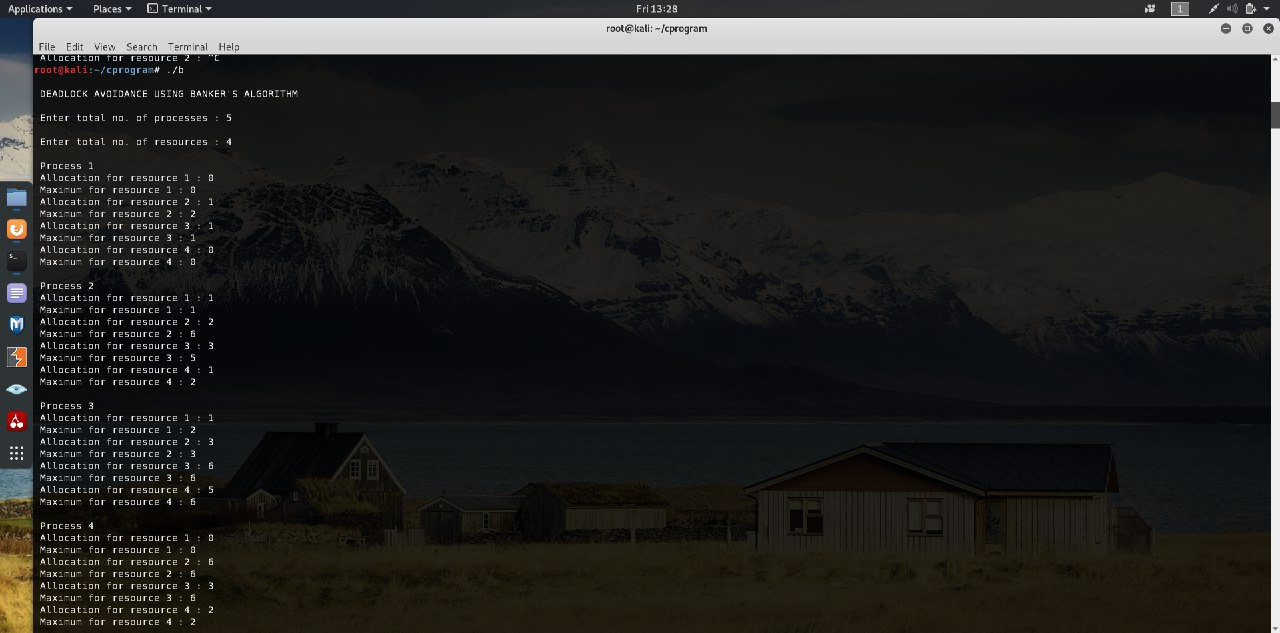 Applications Places Terminal Fri 13:28 1
root@kali: ~/cprogram
File Edit View Search Terminal Help
Allocation for resource 2 : ^C
root@kali:~/cprogram# ./b
DEADLOCK AVOIDANCE USING BANKER'S ALGORITHM
Enter total no. of processes : 5
Enter total no. of resources : 4
Process 1
Allocation for resource 1 : 0
Maximum for resource 1 : 0
Allocation for resource 2 : 1
Maximum for resource 2 : 2
Allocation for resource 3 : 1
Maximum for resource 3 : 1
Allocation for resource 4 : 0
Maximum for resource 4 : 0
Process 2
Allocation for resource 1 : 1
Maximum for resource 1 : 1
Allocation for resource 2 : 2
Maximum for resource 2 : 6
Allocation for resource 3 : 3
Maximum for resource 3 : 5
Allocation for resource 4 : 1
Maximum for resource 4 : 2
Process 3
Allocation for resource 1 : 1
Maximum for resource 1 : 2
Allocation for resource 2 : 3
Maximum for resource 2 : 3
Allocation for resource 3 : 6
Maximum for resource 3 : 6
Allocation for resource 4 : 5
Maximum for resource 4 : 6
Process 4
Allocation for resource 1 : 0
Maximum for resource 1 : 0
Allocation for resource 2 : 6
Maximum for resource 2 : 6
Allocation for resource 3 : 3
Maximum for resource 3 : 6
Allocation for resource 4 : 2
Maximum for resource 4 : 2